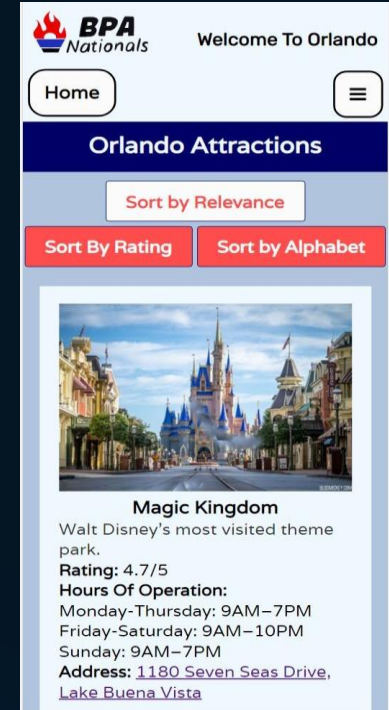 BPA
Nationals
Welcome To Orlando
Home
Orlando Attractions
Sort by Relevance
Sort By Rating
Sort by Alphabet
Magic Kingdom
Walt Disney's most visited theme
park.
Rating: 4.7/5
Hours Of Operation:
Monday-Thursday: 9AM–7PM
Friday-Saturday: 9AM–10PM
Sunday: 9AM–7PM
Address: 1180 Seven Seas Drive,
Lake Buena Vista